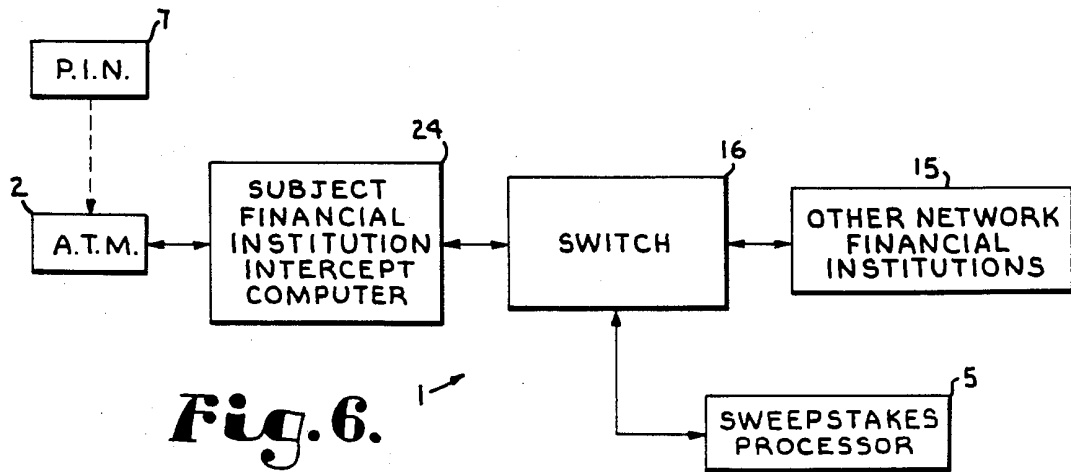 7
P.I.N.
2
A.T.M.
24
SUBJECT
FINANCIAL
INSTITUTION
INTERCEPT
COMPUTER
16
SWITCH
15
OTHER NETWORK
FINANCIAL
INSTITUTIONS
5
SWEEPSTAKES
PROCESSOR
1
Fig. 6.